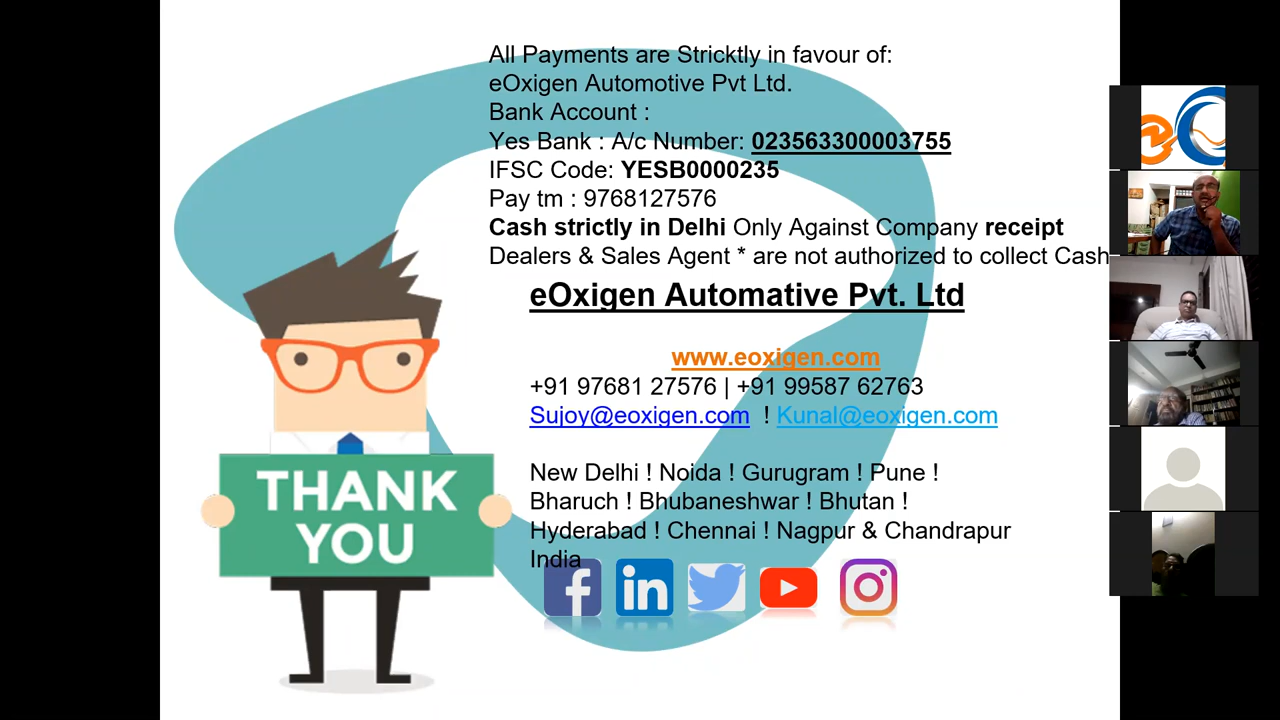 All Payments are Stricktly in favour of:
eOxigen Automotive Pvt Ltd.
Bank Account :
Yes Bank : A/c Number: 023563300003755
IFSC Code: YESB0000235
Pay tm : 9768127576
Cash strictly in Delhi Only Against Company receipt
Dealers & Sales Agent * are not authorized to collect Cash
eOxigen Automative Pvt. Ltd
www.eoxigen.com
+91 97681 27576 | +91 99587 62763
Sujoy@eoxigen.com ! Kunal@eoxigen.com
New Delhi ! Noida ! Gurugram ! Pune !
Bharuch ! Bhubaneshwar ! Bhutan !
Hyderabad ! Chennai ! Nagpur & Chandrapur
India
THANK
YOU